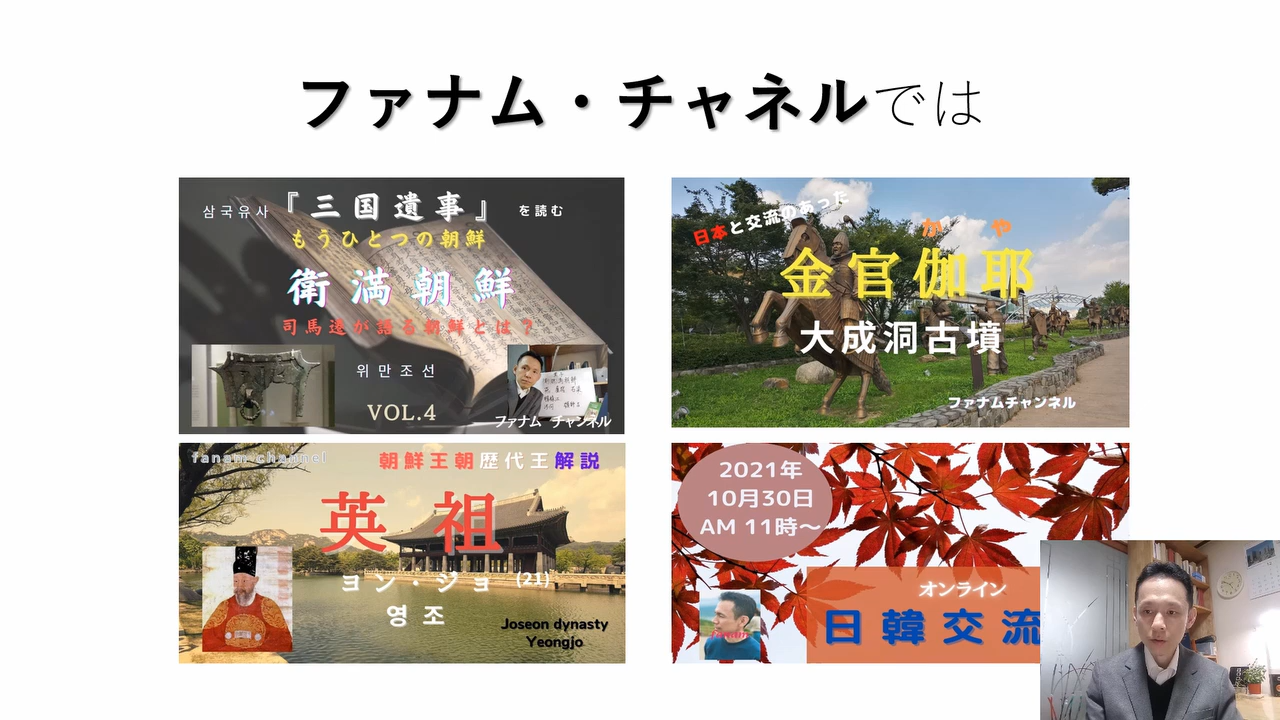 ファナム・チャネルでは
삼국유사『三国遺事』を読む
もうひとつの朝鮮
衛満朝鮮
司馬遷が語る朝鮮とは?
위만조선
VOL.4
ファナム チャンネル
日本と交流のあった
かや
金官伽耶
大成洞古墳
ファナムチャンネル
fanam channel
朝鮮王朝歴代王解説
英祖
ヨン・ジョ (21)
영조
Joseon dynasty
Yeongjo
2021年
10月30日
AM 11時~
オンライン
日韓交流
fanam